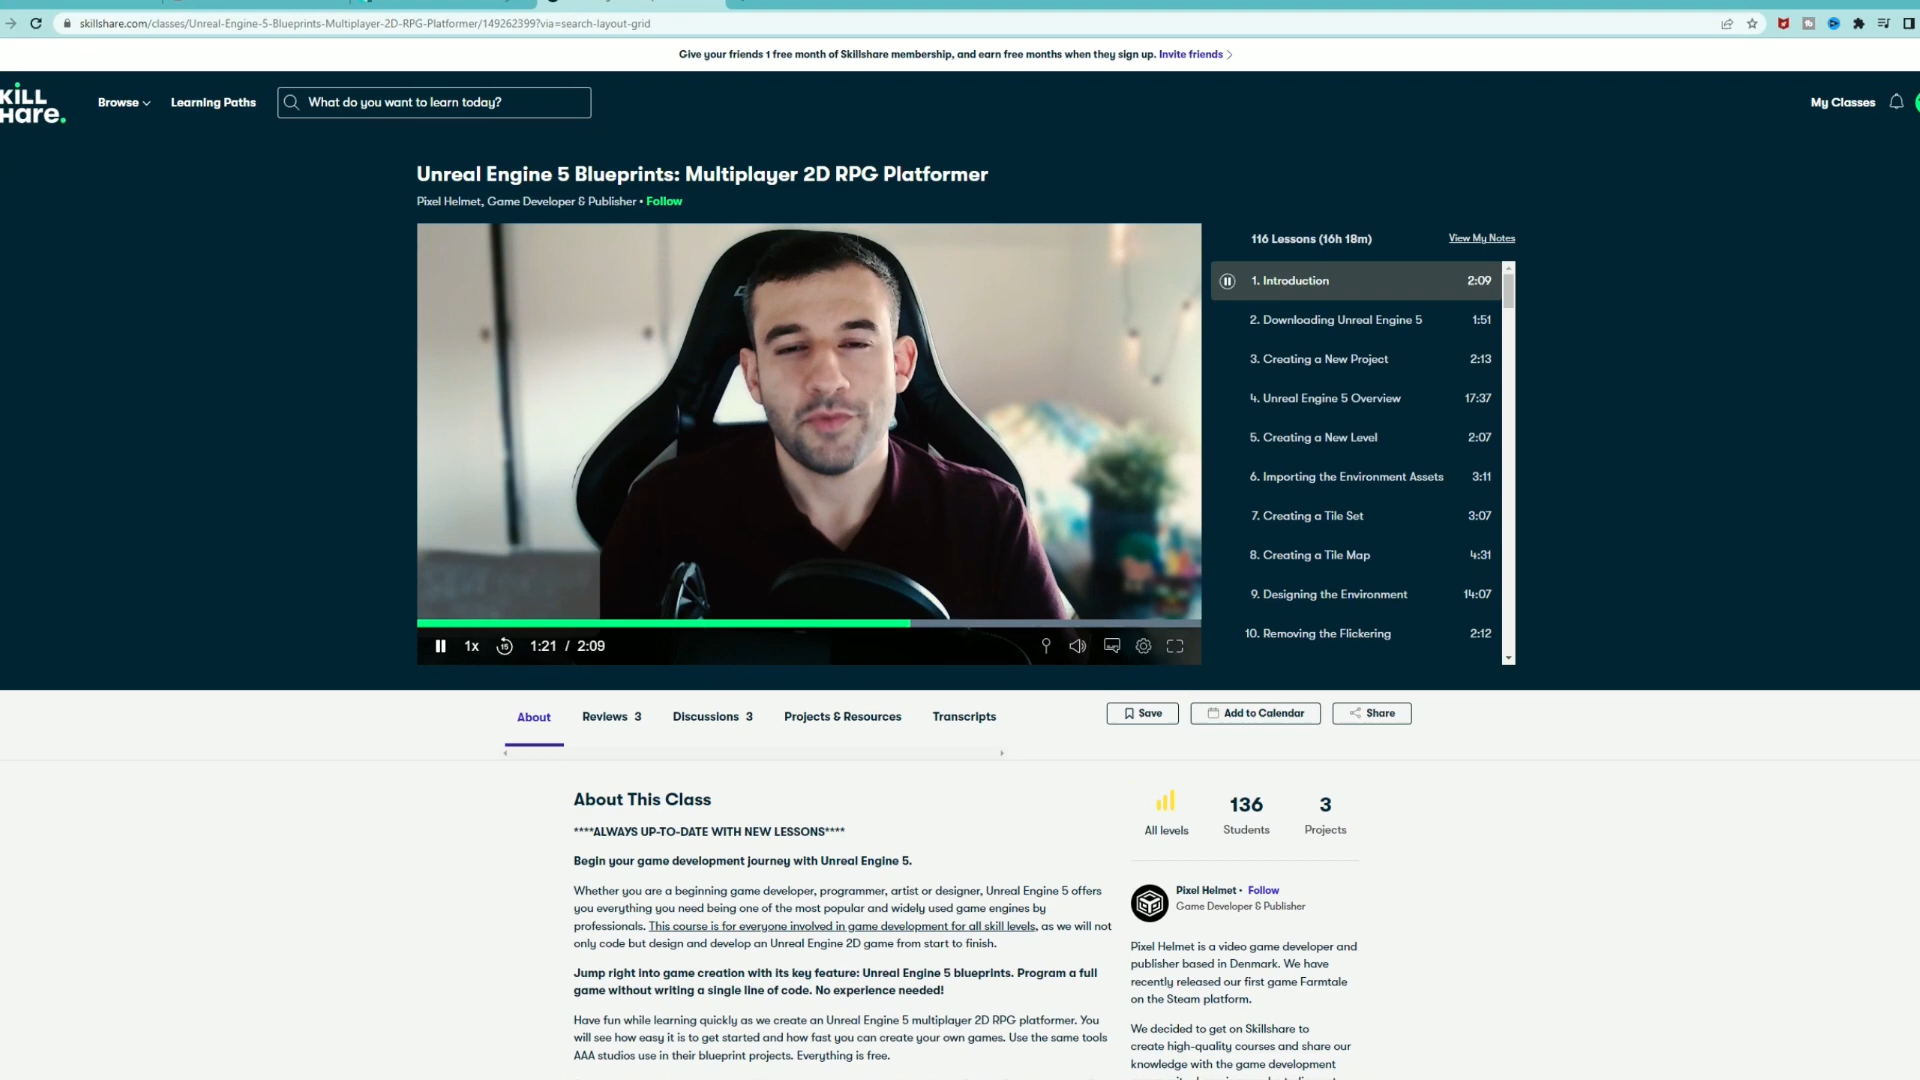 skillshare.com/classes/Unreal-Engine-5-Blueprints-Multiplayer-2D-RPG-Platformer/149262399?via=search-layout-grid
Give your friends 1 free month of Skillshare membership, and earn free months when they sign up. Invite friends
SKILL
SHARE.
Browse
Learning Paths
What do you want to learn today?
My Classes
Unreal Engine 5 Blueprints: Multiplayer 2D RPG Platformer
Pixel Helmet, Game Developer & Publisher • Follow
116 Lessons (16h 18m)
View My Notes
1. Introduction 2:09
2. Downloading Unreal Engine 5 1:51
3. Creating a New Project 2:13
4. Unreal Engine 5 Overview 17:37
5. Creating a New Level 2:07
6. Importing the Environment Assets 3:11
7. Creating a Tile Set 3:07
8. Creating a Tile Map 4:31
9. Designing the Environment 14:07
10. Removing the Flickering 2:12
1x 15 1:21 / 2:09
About
Reviews 3
Discussions 3
Projects & Resources
Transcripts
Save
Add to Calendar
Share
About This Class
****ALWAYS UP-TO-DATE WITH NEW LESSONS****
Begin your game development journey with Unreal Engine 5.
Whether you are a beginning game developer, programmer, artist or designer, Unreal Engine 5 offers
you everything you need being one of the most popular and widely used game engines by
professionals. This course is for everyone involved in game development for all skill levels, as we will not
only code but design and develop an Unreal Engine 2D game from start to finish.
Jump right into game creation with its key feature: Unreal Engine 5 blueprints. Program a full
game without writing a single line of code. No experience needed!
Have fun while learning quickly as we create an Unreal Engine 5 multiplayer 2D RPG platformer. You
will see how easy it is to get started and how fast you can create your own games. Use the same tools
AAA studios use in their blueprint projects. Everything is free.
All levels
136
Students
3
Projects
Pixel Helmet • Follow
Game Developer & Publisher
Pixel Helmet is a video game developer and
publisher based in Denmark. We have
recently released our first game Farmtale
on the Steam platform.
We decided to get on Skillshare to
create high-quality courses and share our
knowledge with the game development